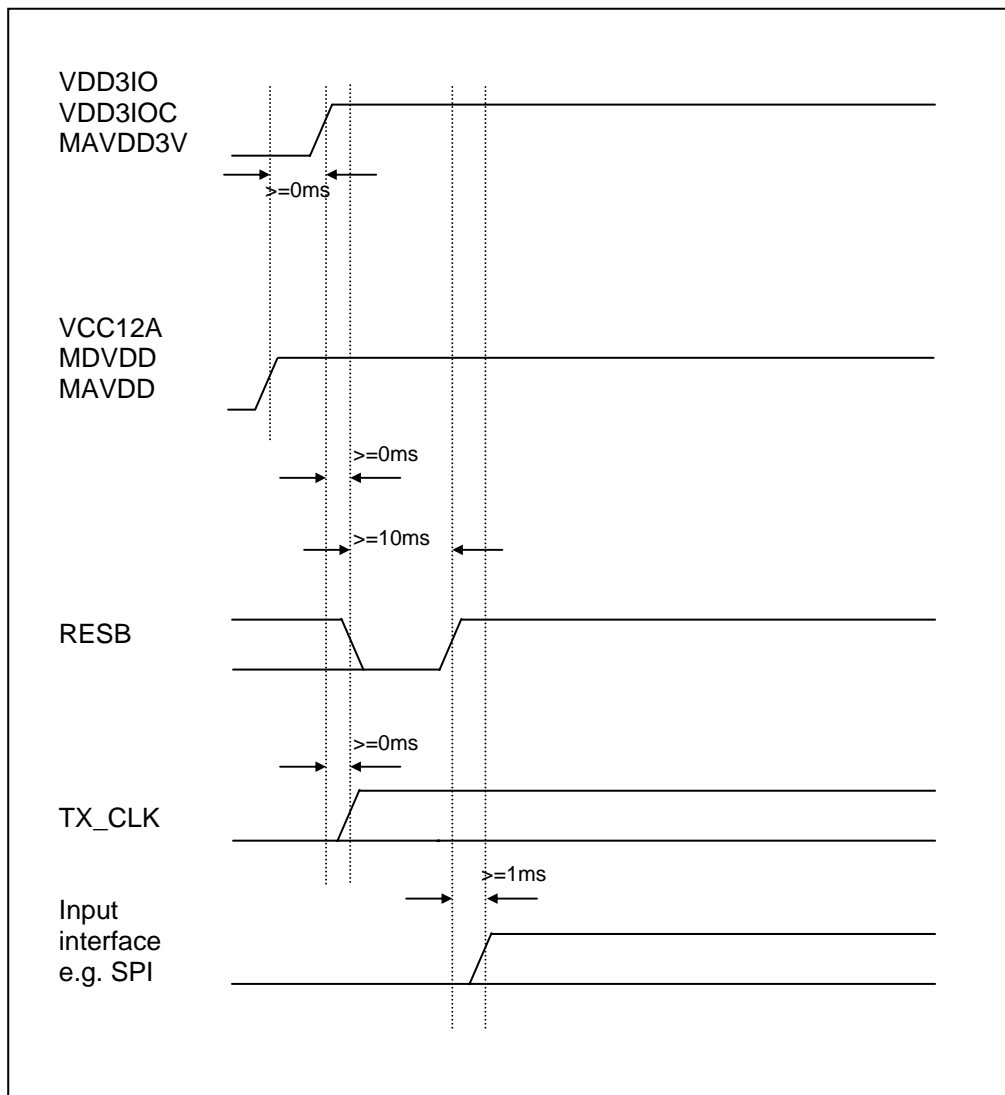 VDD3IO
VDD3IOC
MAVDD3V
>=0ms
VCC12A
MDVDD
MAVDD
>=0ms
>=10ms
RESB
>=0ms
TX_CLK
>=1ms
Input
interface
e.g. SPI